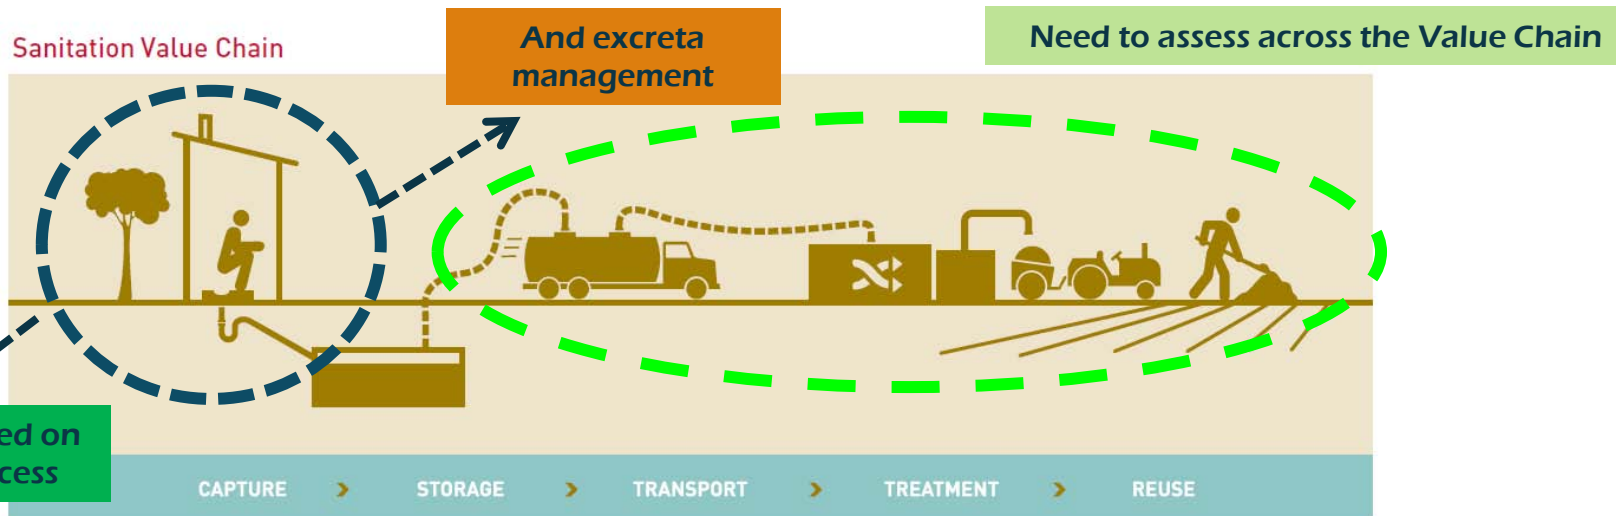 Sanitation Value Chain
And excreta
management
Need to assess across the Value Chain
ed on
cess
CAPTURE > STORAGE > TRANSPORT > TREATMENT > REUSE